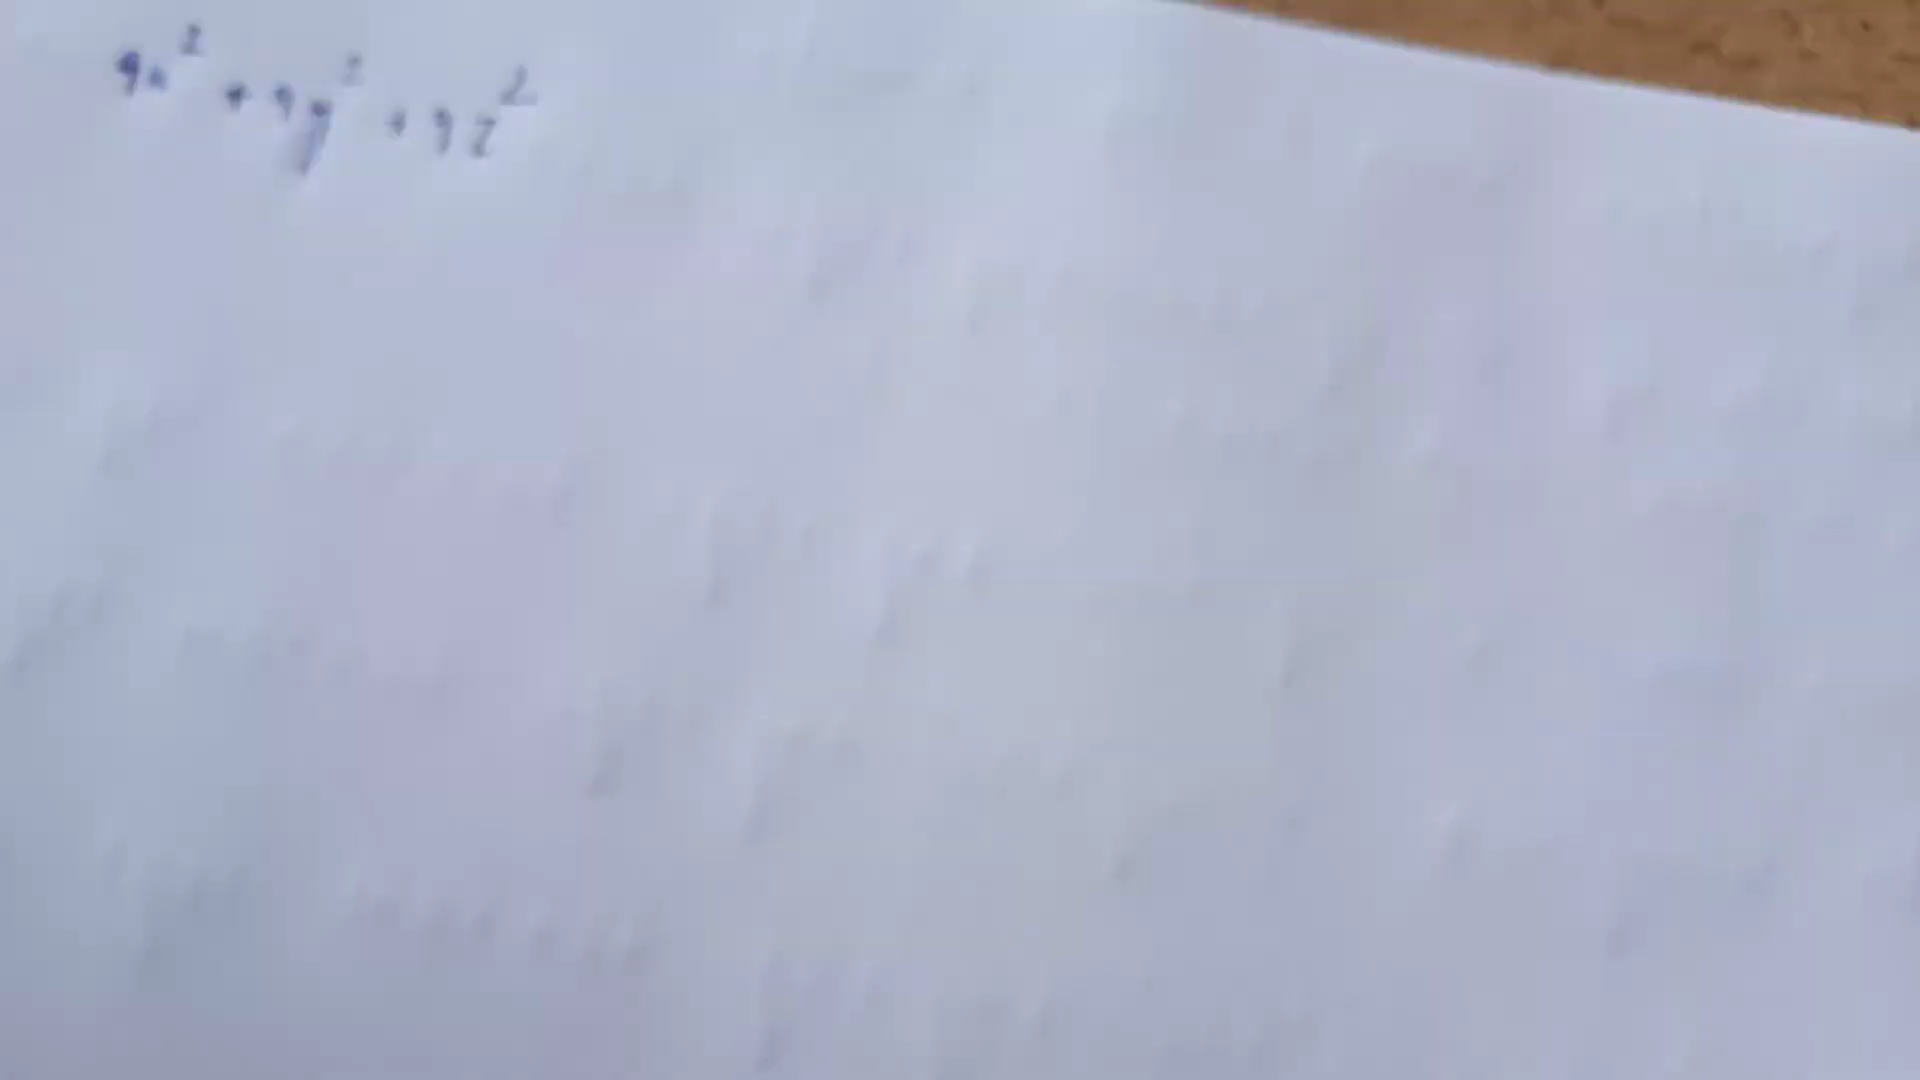 9x² + 9y² + 9z²